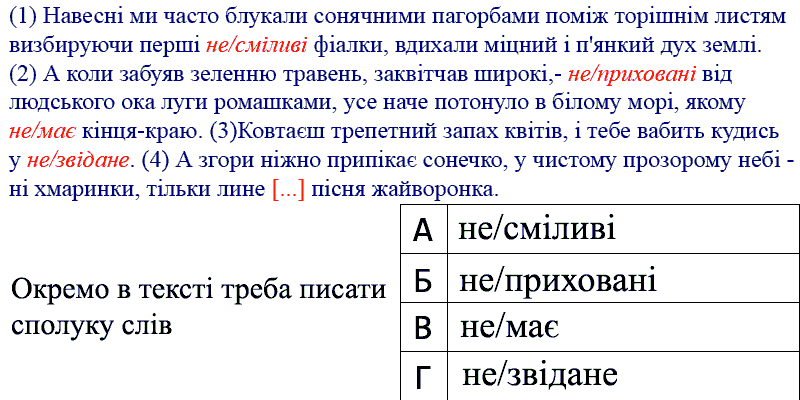 (1) Навесні ми часто блукали сонячними пагорбами поміж торішнім листям
визбируючи перші не/сміливі фіалки, вдихали міцний і п'янкий дух землі.
(2) А коли забуяв зеленню травень, заквітчав широкі,- не/приховані від
людського ока луги ромашками, усе наче потонуло в білому морі, якому
не/має кінця-краю. (3)Ковтаєш трепетний запах квітів, і тебе вабить кудись
у не/звідане. (4) А згори ніжно припікає сонечко, у чистому прозорому небі -
ні хмаринки, тільки лине [...] пісня жайворонка.
Окремо в тексті треба писати
сполуку слів
А не/сміливі
Б не/приховані
В не/має
Г не/звідане